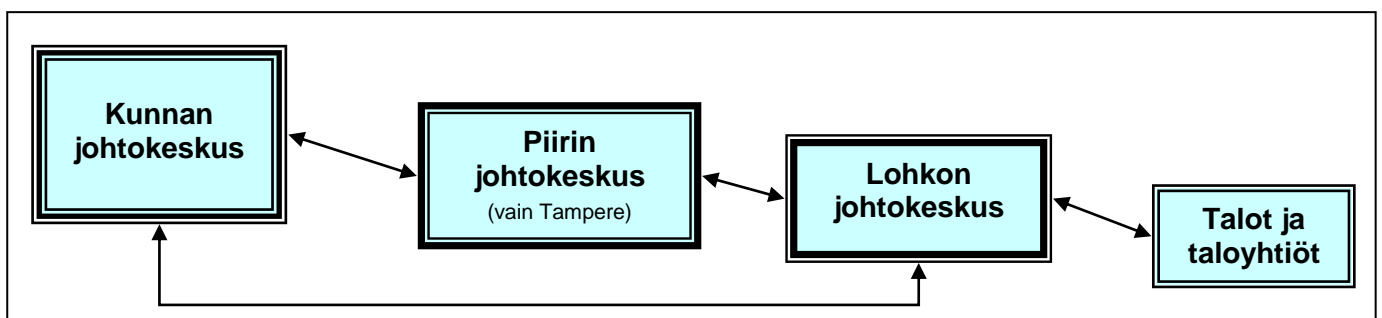 Kunnan
johtokeskus
Piirin
johtokeskus
(vain Tampere)
Lohkon
johtokeskus
Talot ja
taloyhtiöt